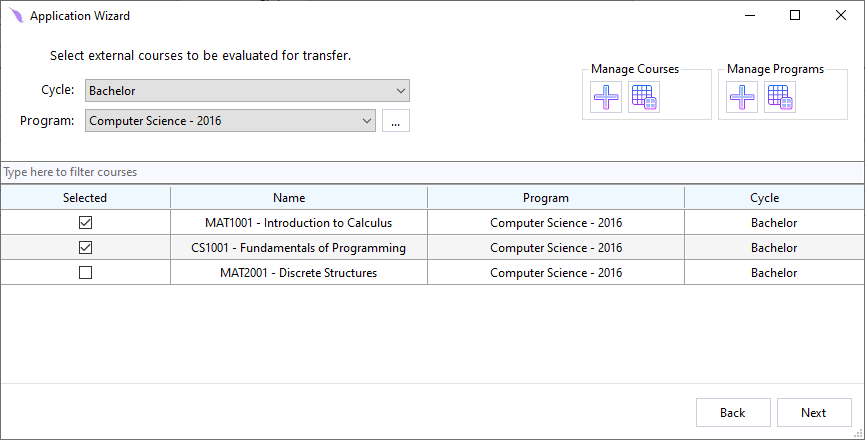 Application Wizard
Select external courses to be evaluated for transfer.
Manage Courses
Manage Programs
Cycle: Bachelor
Program: Computer Science - 2016 ...
Type here to filter courses
Selected Name Program Cycle
MAT1001 - Introduction to Calculus Computer Science - 2016 Bachelor
CS1001 - Fundamentals of Programming Computer Science - 2016 Bachelor
MAT2001 - Discrete Structures Computer Science - 2016 Bachelor
Back Next